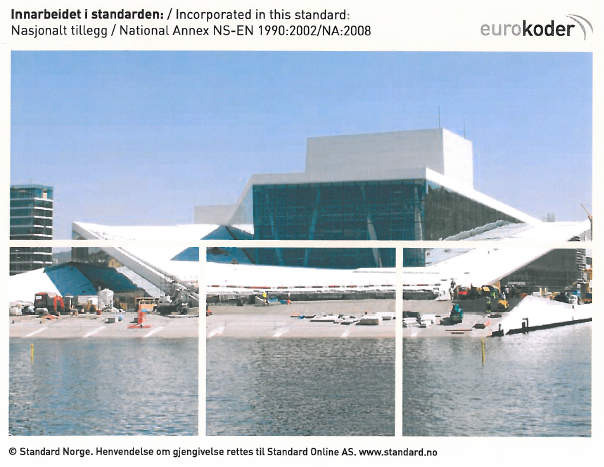 Innarbeidet i standarden: / Incorporated in this standard:
Nasjonalt tillegg / National Annex NS-EN 1990:2002/NA:2008
eurokoder
© Standard Norge. Henvendelse om gjengivelse rettes til Standard Online AS. www.standard.no